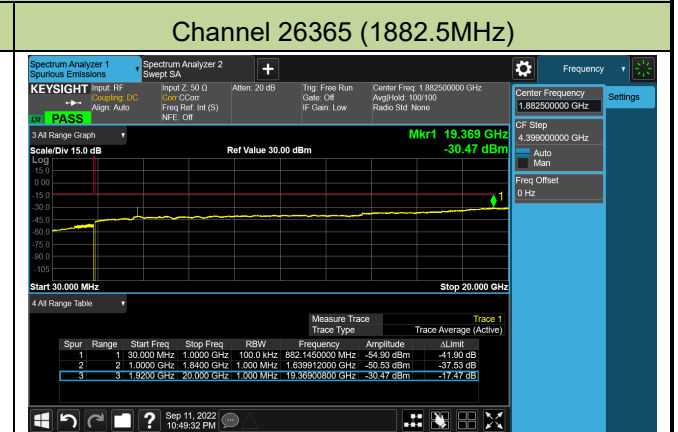 Channel 26365 (1882.5MHz)
Spectrum Analyzer 1
Spurious Emissions
Spectrum Analyzer 2
Swept SA
Frequency
KEYSIGHT
Input: RF
Coupling: DC
Align: Auto
Input Z: 50 Ω
Corr CCorr
Freq Ref: Int (S)
NFE: Off
Atten: 20 dB
Trig: Free Run
Gate: Off
IF Gain: Low
Center Freq: 1.882500000 GHz
Avg|Hold: 100/100
Radio Std: None
PASS
Center Frequency
1.882500000 GHz
Settings
CF Step
4.399000000 GHz
Auto
Man
Freq Offset
0 Hz
3 All Range Graph
Mkr1 19.369 GHz
Scale/Div 15.0 dB
Ref Value 30.00 dBm
-30.47 dBm
Log
15.0
0.00
-15.0
-30.0
-45.0
-60.0
-75.0
-90.0
-105
1
Start 30.000 MHz
Stop 20.000 GHz
4 All Range Table
Measure Trace Trace 1
Trace Type Trace Average (Active)
Spur Range Start Freq Stop Freq RBW Frequency Amplitude ΔLimit
1 1 30.000 MHz 1.0000 GHz 100.0 kHz 882.1450000 MHz -54.90 dBm -41.90 dB
2 2 1.0000 GHz 1.8400 GHz 1.000 MHz 1.639912000 GHz -50.53 dBm -37.53 dB
3 3 1.9200 GHz 20.000 GHz 1.000 MHz 19.36900800 GHz -30.47 dBm -17.47 dB
Sep 11, 2022
10:49:32 PM